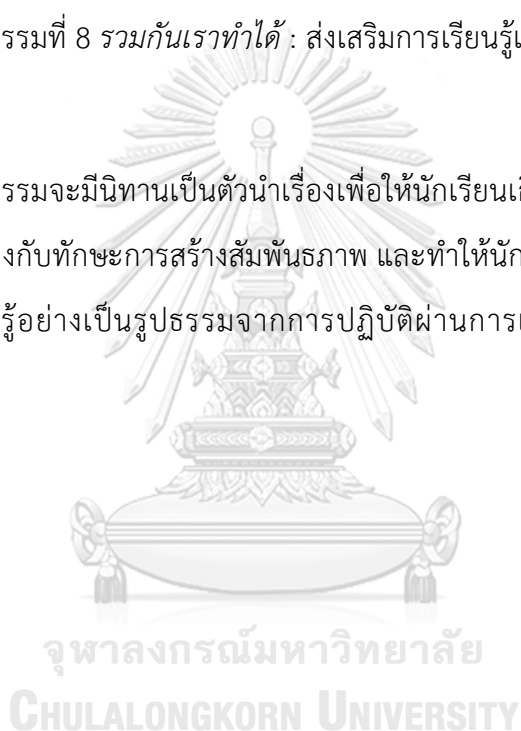 รรมที่ 8 รวมกันเราทำได้ : ส่งเสริมการเรียนรู้เ
รรมจะมีนิทานเป็นตัวนำเรื่องเพื่อให้นักเรียนเกิ
งกับทักษะการสร้างสัมพันธภาพ และทำให้นัก
รู้อย่างเป็นรูปธรรมจากการปฏิบัติผ่านการเ
จุฬาลงกรณ์มหาวิทยาลัย
CHULALONGKORN UNIVERSITY